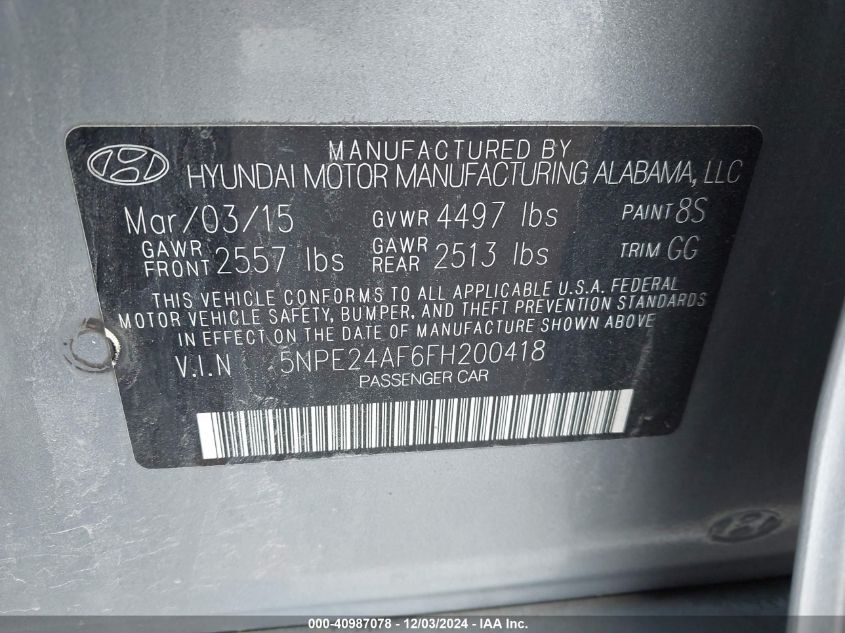 MANUFACTURED BY
HYUNDAI MOTOR MANUFACTURING ALABAMA, LLC
Mar/03/15 GVWR 4497 lbs PAINT 8S
GAWR FRONT 2557 lbs GAWR REAR 2513 lbs TRIM GG
THIS VEHICLE CONFORMS TO ALL APPLICABLE U.S.A. FEDERAL
MOTOR VEHICLE SAFETY, BUMPER, AND THEFT PREVENTION STANDARDS
IN EFFECT ON THE DATE OF MANUFACTURE SHOWN ABOVE
V.I.N 5NPE24AF6FH200418
PASSENGER CAR
000-40987078 - 12/03/2024 - IAA Inc.